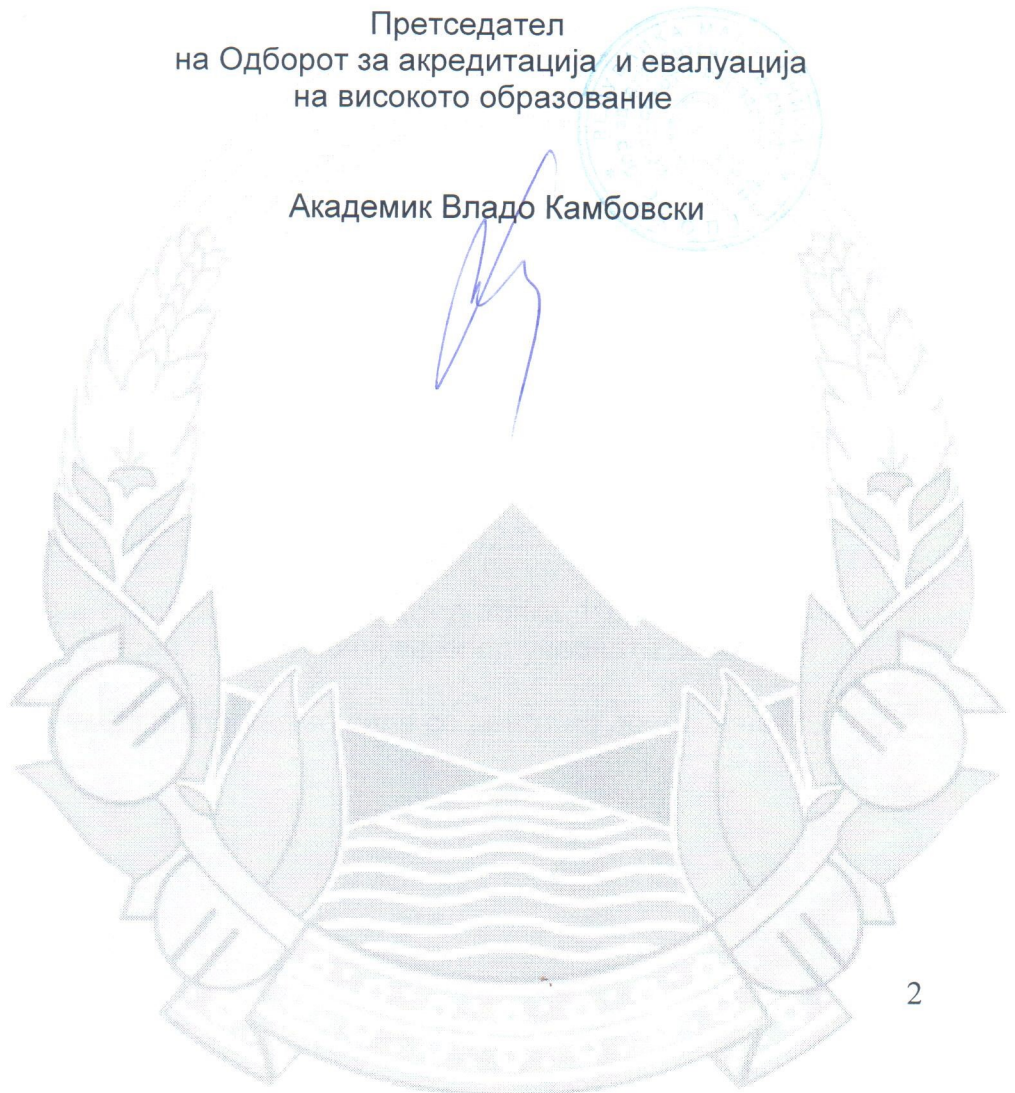 Претседател
на Одборот за акредитација и евалуација
на високото образование
Академик Владо Камбовски
2